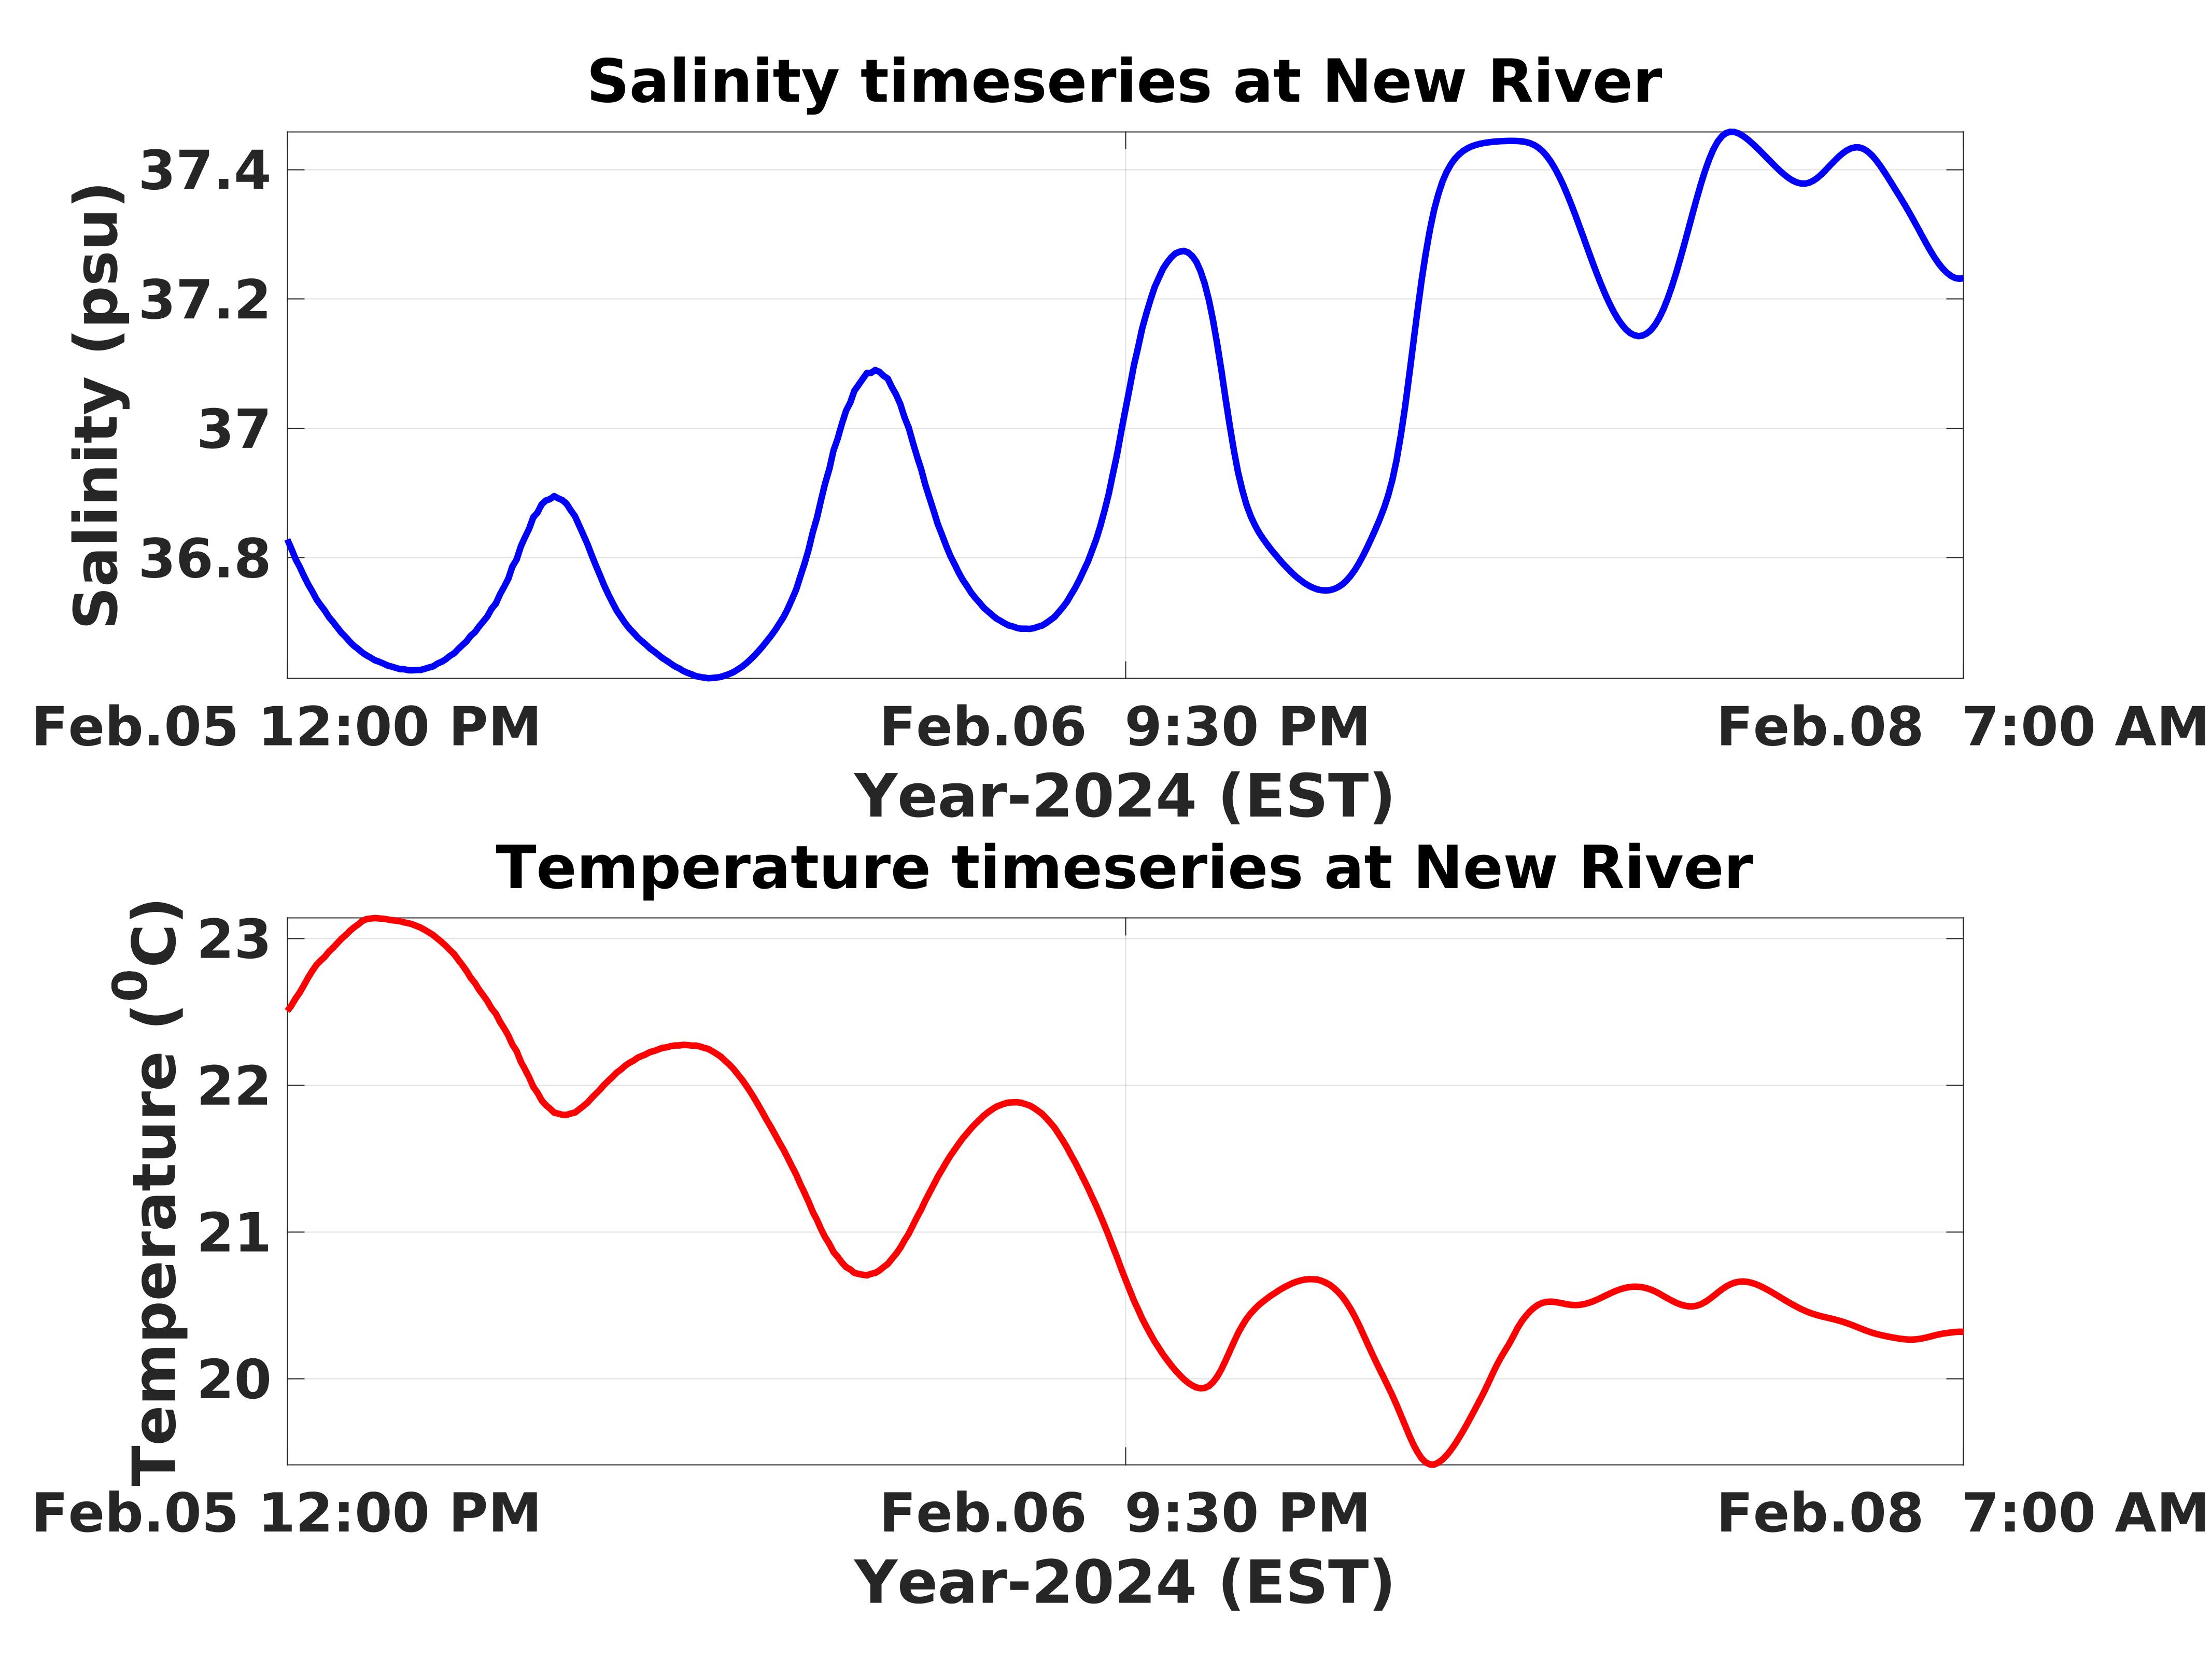 Salinity timeseries at New River
Salinity (psu)
37.4
37.2
37
36.8
Feb.05 12:00 PM Feb.06 9:30 PM Feb.08 7:00 AM
Year-2024 (EST)
Temperature timeseries at New River
Temperature (⁰C)
23
22
21
20
Feb.05 12:00 PM Feb.06 9:30 PM Feb.08 7:00 AM
Year-2024 (EST)